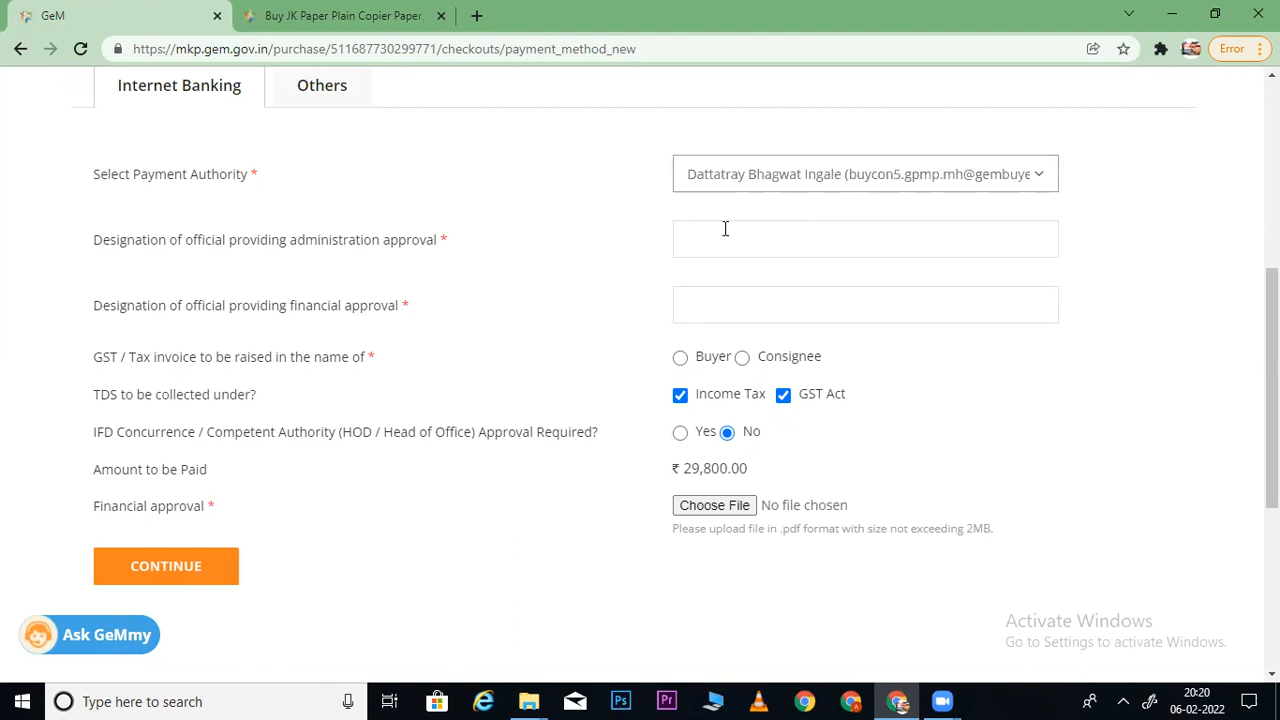 GeM
Buy JK Paper Plain Copier Paper,
https://mkp.gem.gov.in/purchase/511687730299771/checkouts/payment_method_new
Error
Internet Banking
Others
Select Payment Authority *
Dattatray Bhagwat Ingale (buycon5.gpmp.mh@gembuye
Designation of official providing administration approval *
Designation of official providing financial approval *
GST / Tax invoice to be raised in the name of *
Buyer Consignee
TDS to be collected under?
Income Tax GST Act
IFD Concurrence / Competent Authority (HOD / Head of Office) Approval Required?
Yes No
Amount to be Paid
₹ 29,800.00
Financial approval *
Choose File No file chosen
Please upload file in .pdf format with size not exceeding 2MB.
CONTINUE
Ask GeMmy
Activate Windows
Go to Settings to activate Windows.
Type here to search
Ps
Pr
20:20
06-02-2022